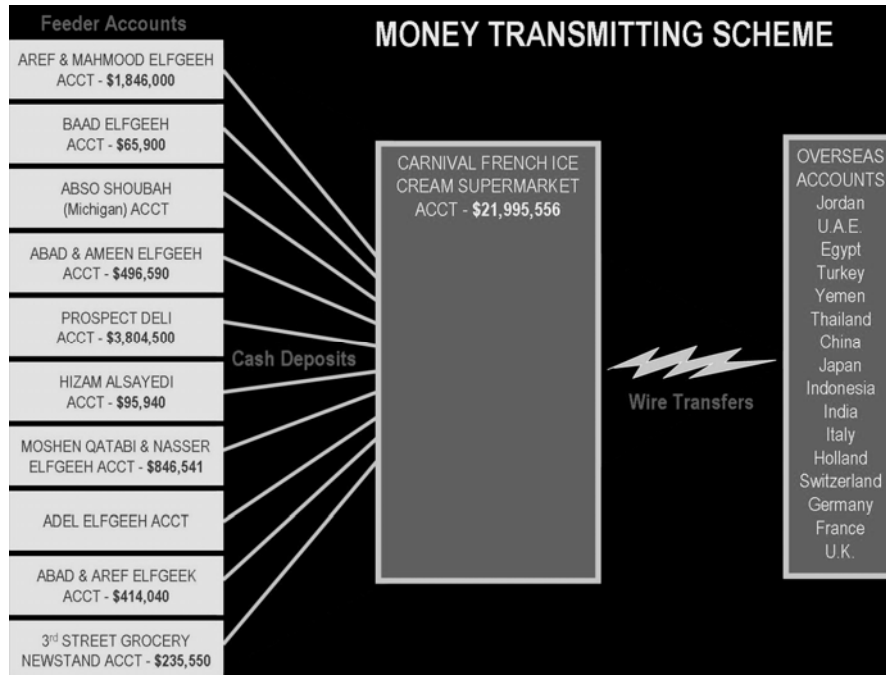 Feeder Accounts
MONEY TRANSMITTING SCHEME
AREF & MAHMOOD ELFGEEH
ACCT - $1,846,000
BAAD ELFGEEH
ACCT - $65,900
ABSO SHOUBAH
(Michigan) ACCT
ABAD & AMEEN ELFGEEH
ACCT - $496,590
PROSPECT DELI
ACCT - $3,804,500
HIZAM ALSAYEDI
ACCT - $95,940
MOSHEN QATABI & NASSER
ELFGEEH ACCT - $846,541
ADEL ELFGEEH ACCT
ABAD & AREF ELFGEEK
ACCT - $414,040
3rd STREET GROCERY
NEWSTAND ACCT - $235,550
Cash Deposits
CARNIVAL FRENCH ICE
CREAM SUPERMARKET
ACCT - $21,995,556
Wire Transfers
OVERSEAS
ACCOUNTS
Jordan
U.A.E.
Egypt
Turkey
Yemen
Thailand
China
Japan
Indonesia
India
Italy
Holland
Switzerland
Germany
France
U.K.